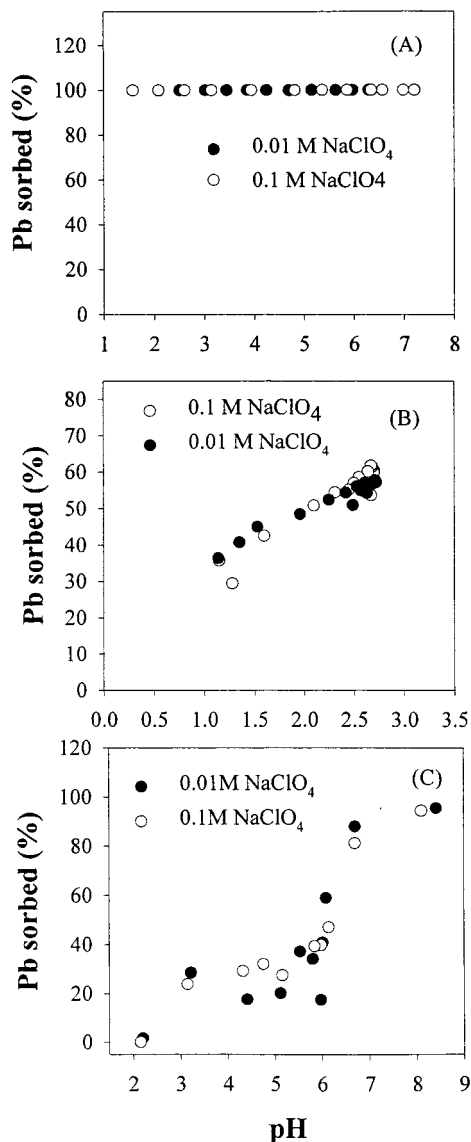 (A)
120
100
80
60
40
20
0
Pb sorbed (%)
0.01 M NaClO₄
0.1 M NaClO4
1 2 3 4 5 6 7 8
(B)
80
70
60
50
40
30
20
10
0
Pb sorbed (%)
0.1 M NaClO₄
0.01 M NaClO₄
0.0 0.5 1.0 1.5 2.0 2.5 3.0 3.5
(C)
120
100
80
60
40
20
0
Pb sorbed (%)
0.01M NaClO₄
0.1M NaClO₄
2 3 4 5 6 7 8 9
pH